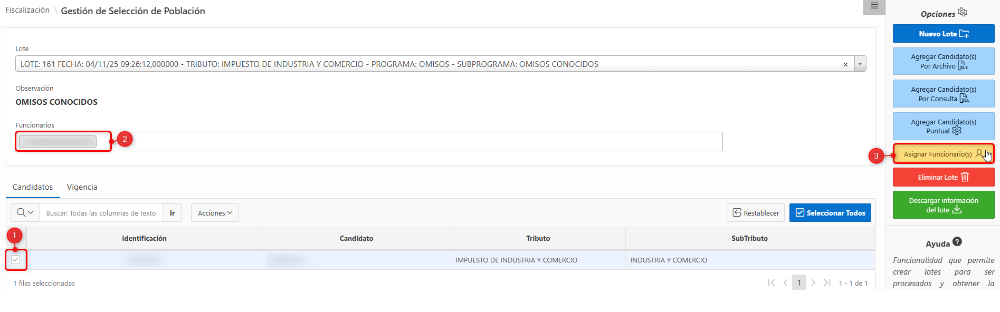 Fiscalización \ Gestión de Selección de Población
Lote
LOTE: 161 FECHA: 04/11/25 09:26:12,000000 - TRIBUTO: IMPUESTO DE INDUSTRIA Y COMERCIO - PROGRAMA: OMISOS - SUBPROGRAMA: OMISOS CONOCIDOS ×
Observación
OMISOS CONOCIDOS
Funcionarios
2
Candidatos Vigencia
Buscar: Todas las columnas de texto Ir Acciones Restablecer Seleccionar Todos
1
Identificación Candidato Tributo SubTributo
IMPUESTO DE INDUSTRIA Y COMERCIO INDUSTRIA Y COMERCIO
1 filas seleccionadas 1 1 - 1 de 1
Opciones
Nuevo Lote
Agregar Candidato(s)
Por Archivo XLS
Agregar Candidato(s)
Por Consulta SQL
Agregar Candidato(s)
Puntual
3 Asignar Funcionario(s)
Eliminar Lote
Descargar información
del lote
Ayuda ?
Funcionalidad que permite
crear lotes para ser
procesados y obtener la